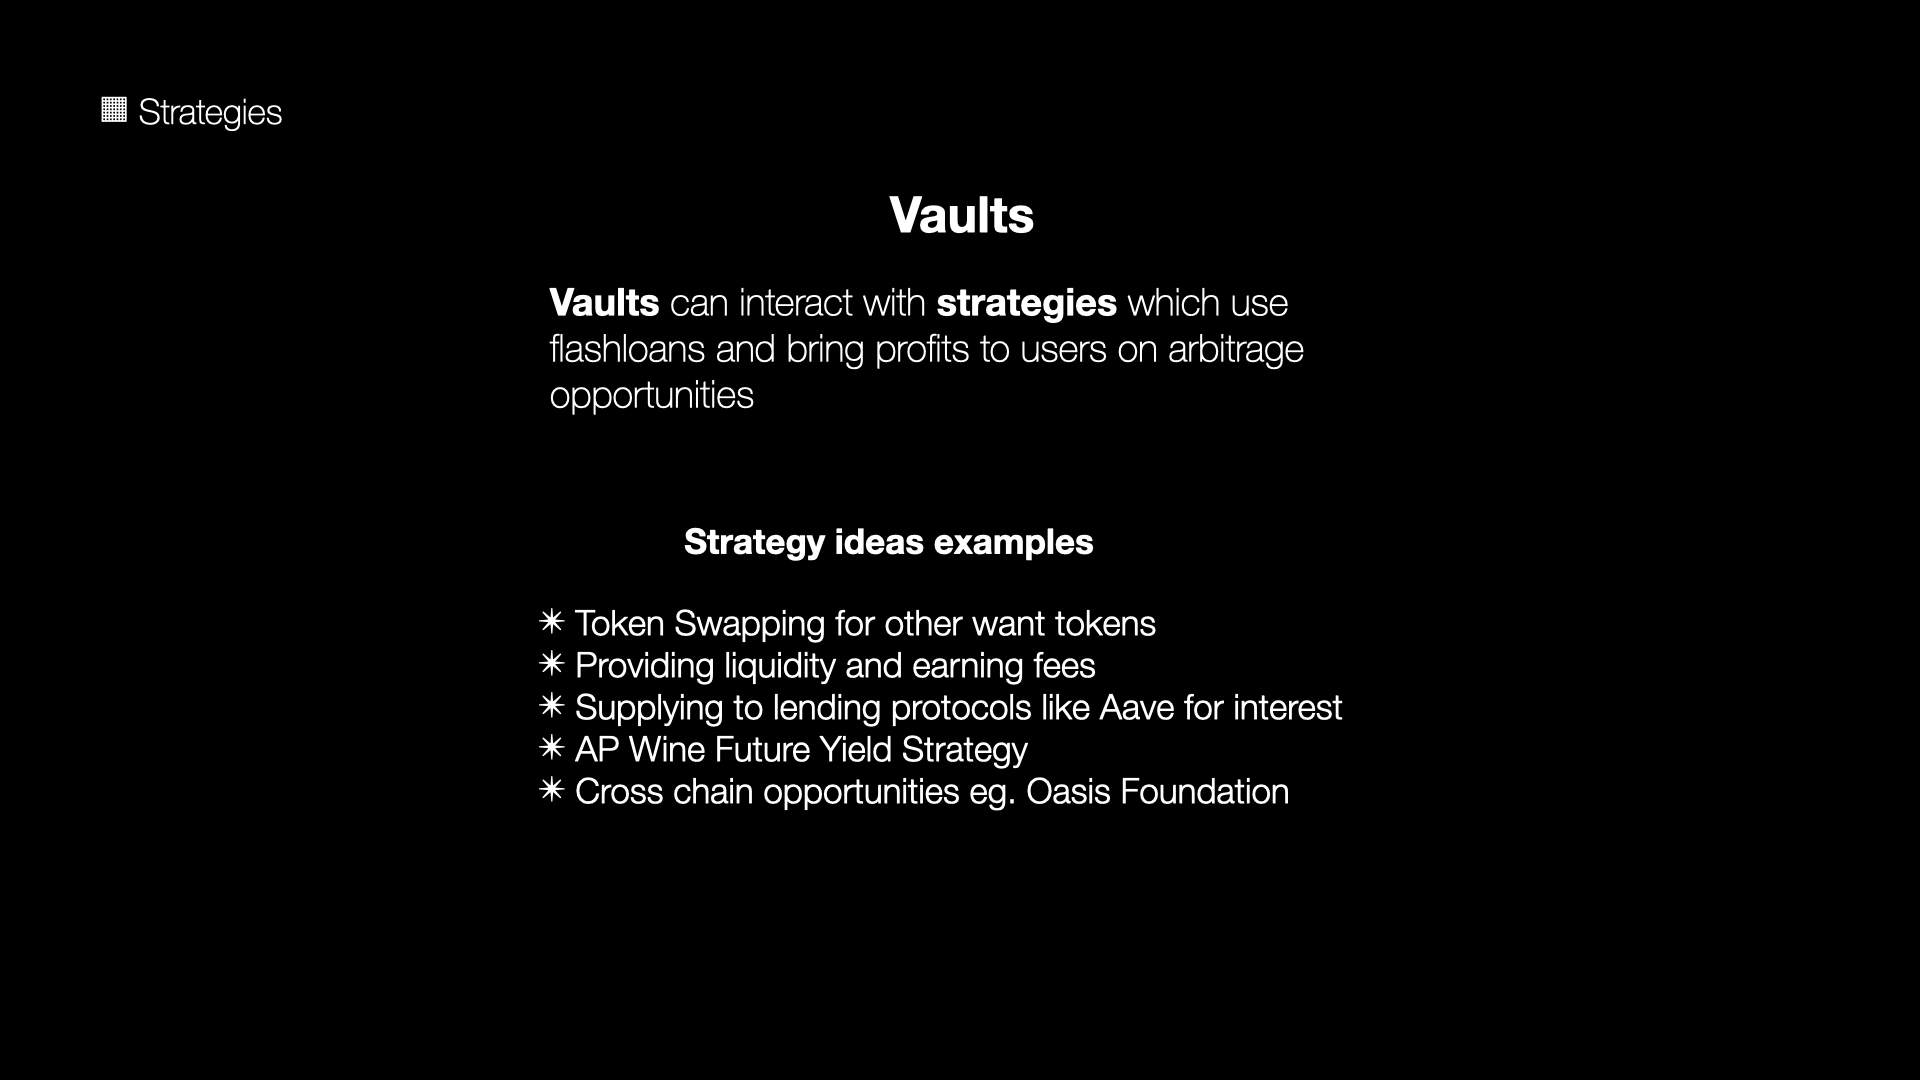 ▦ Strategies
Vaults
Vaults can interact with strategies which use
flashloans and bring profits to users on arbitrage
opportunities
Strategy ideas examples
✴ Token Swapping for other want tokens
✴ Providing liquidity and earning fees
✴ Supplying to lending protocols like Aave for interest
✴ AP Wine Future Yield Strategy
✴ Cross chain opportunities eg. Oasis Foundation